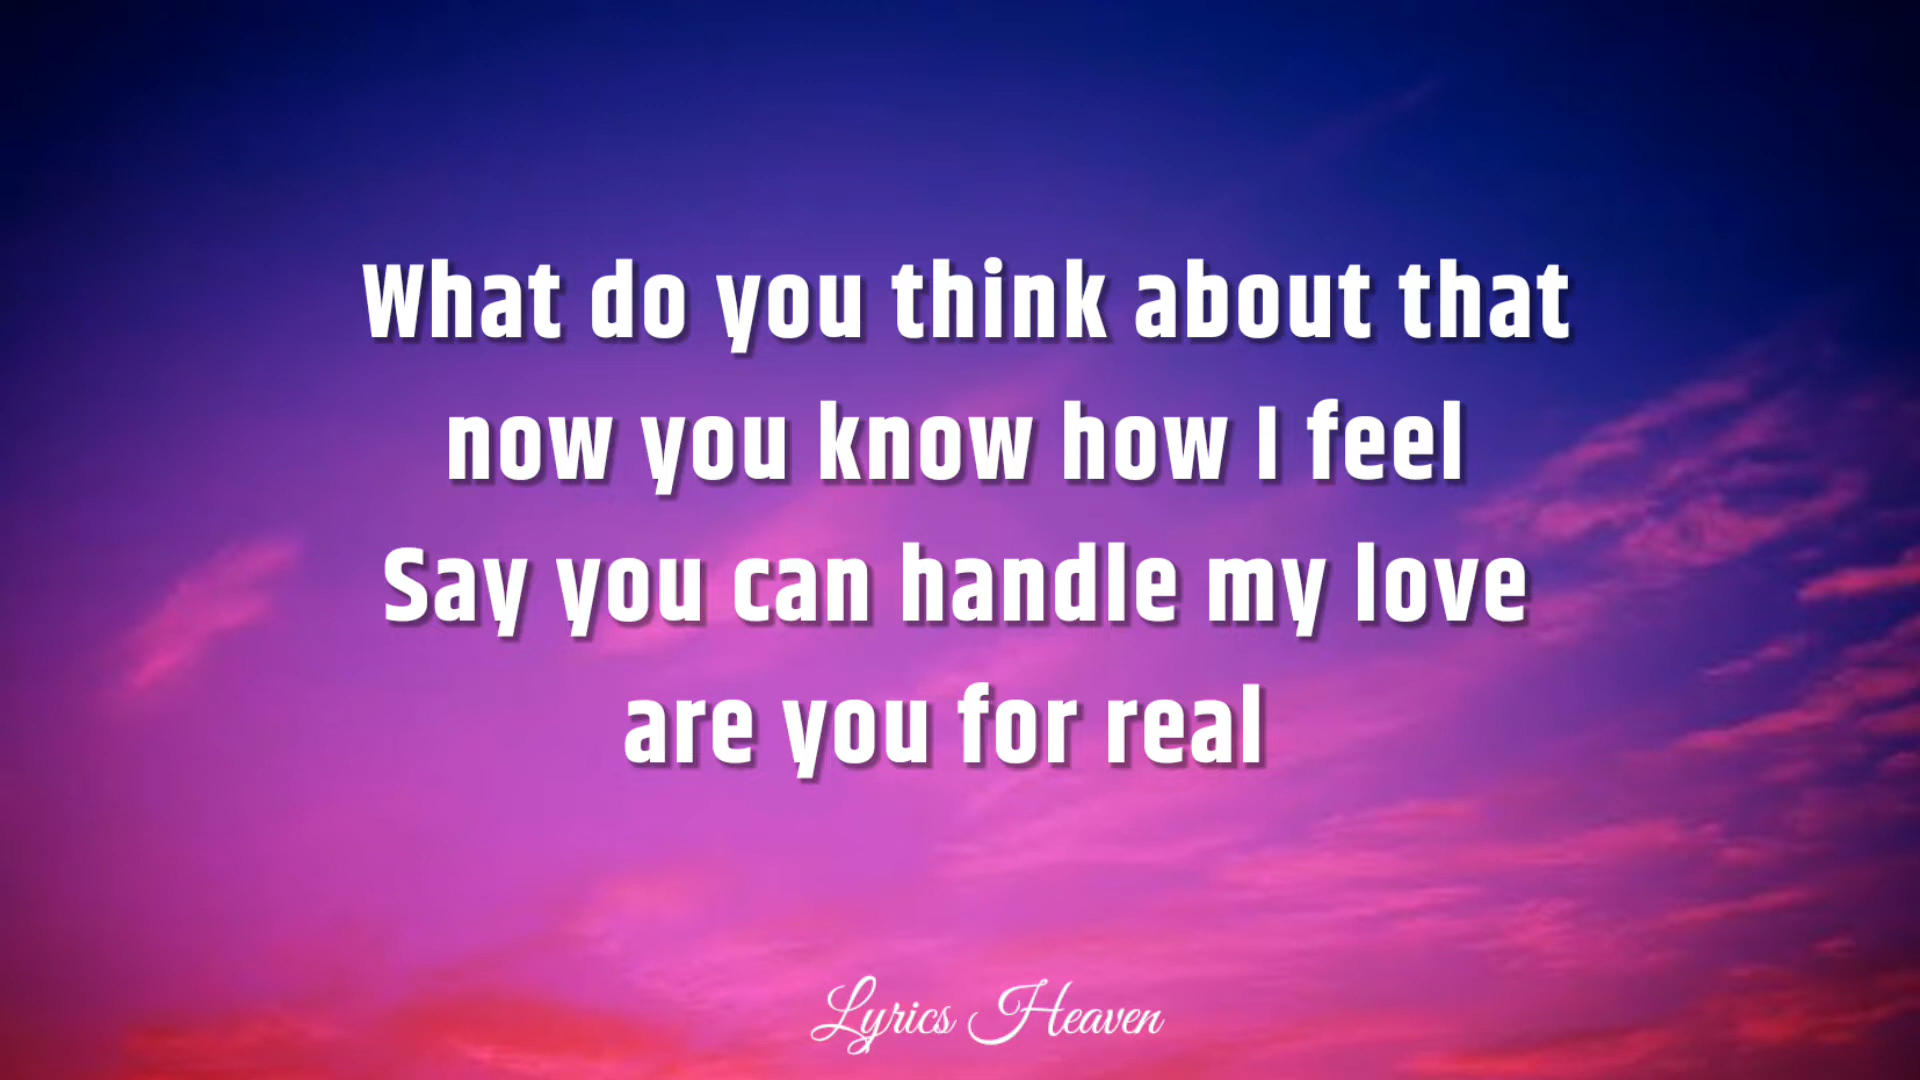 What do you think about that
now you know how I feel
Say you can handle my love
are you for real
Lyrics Heaven